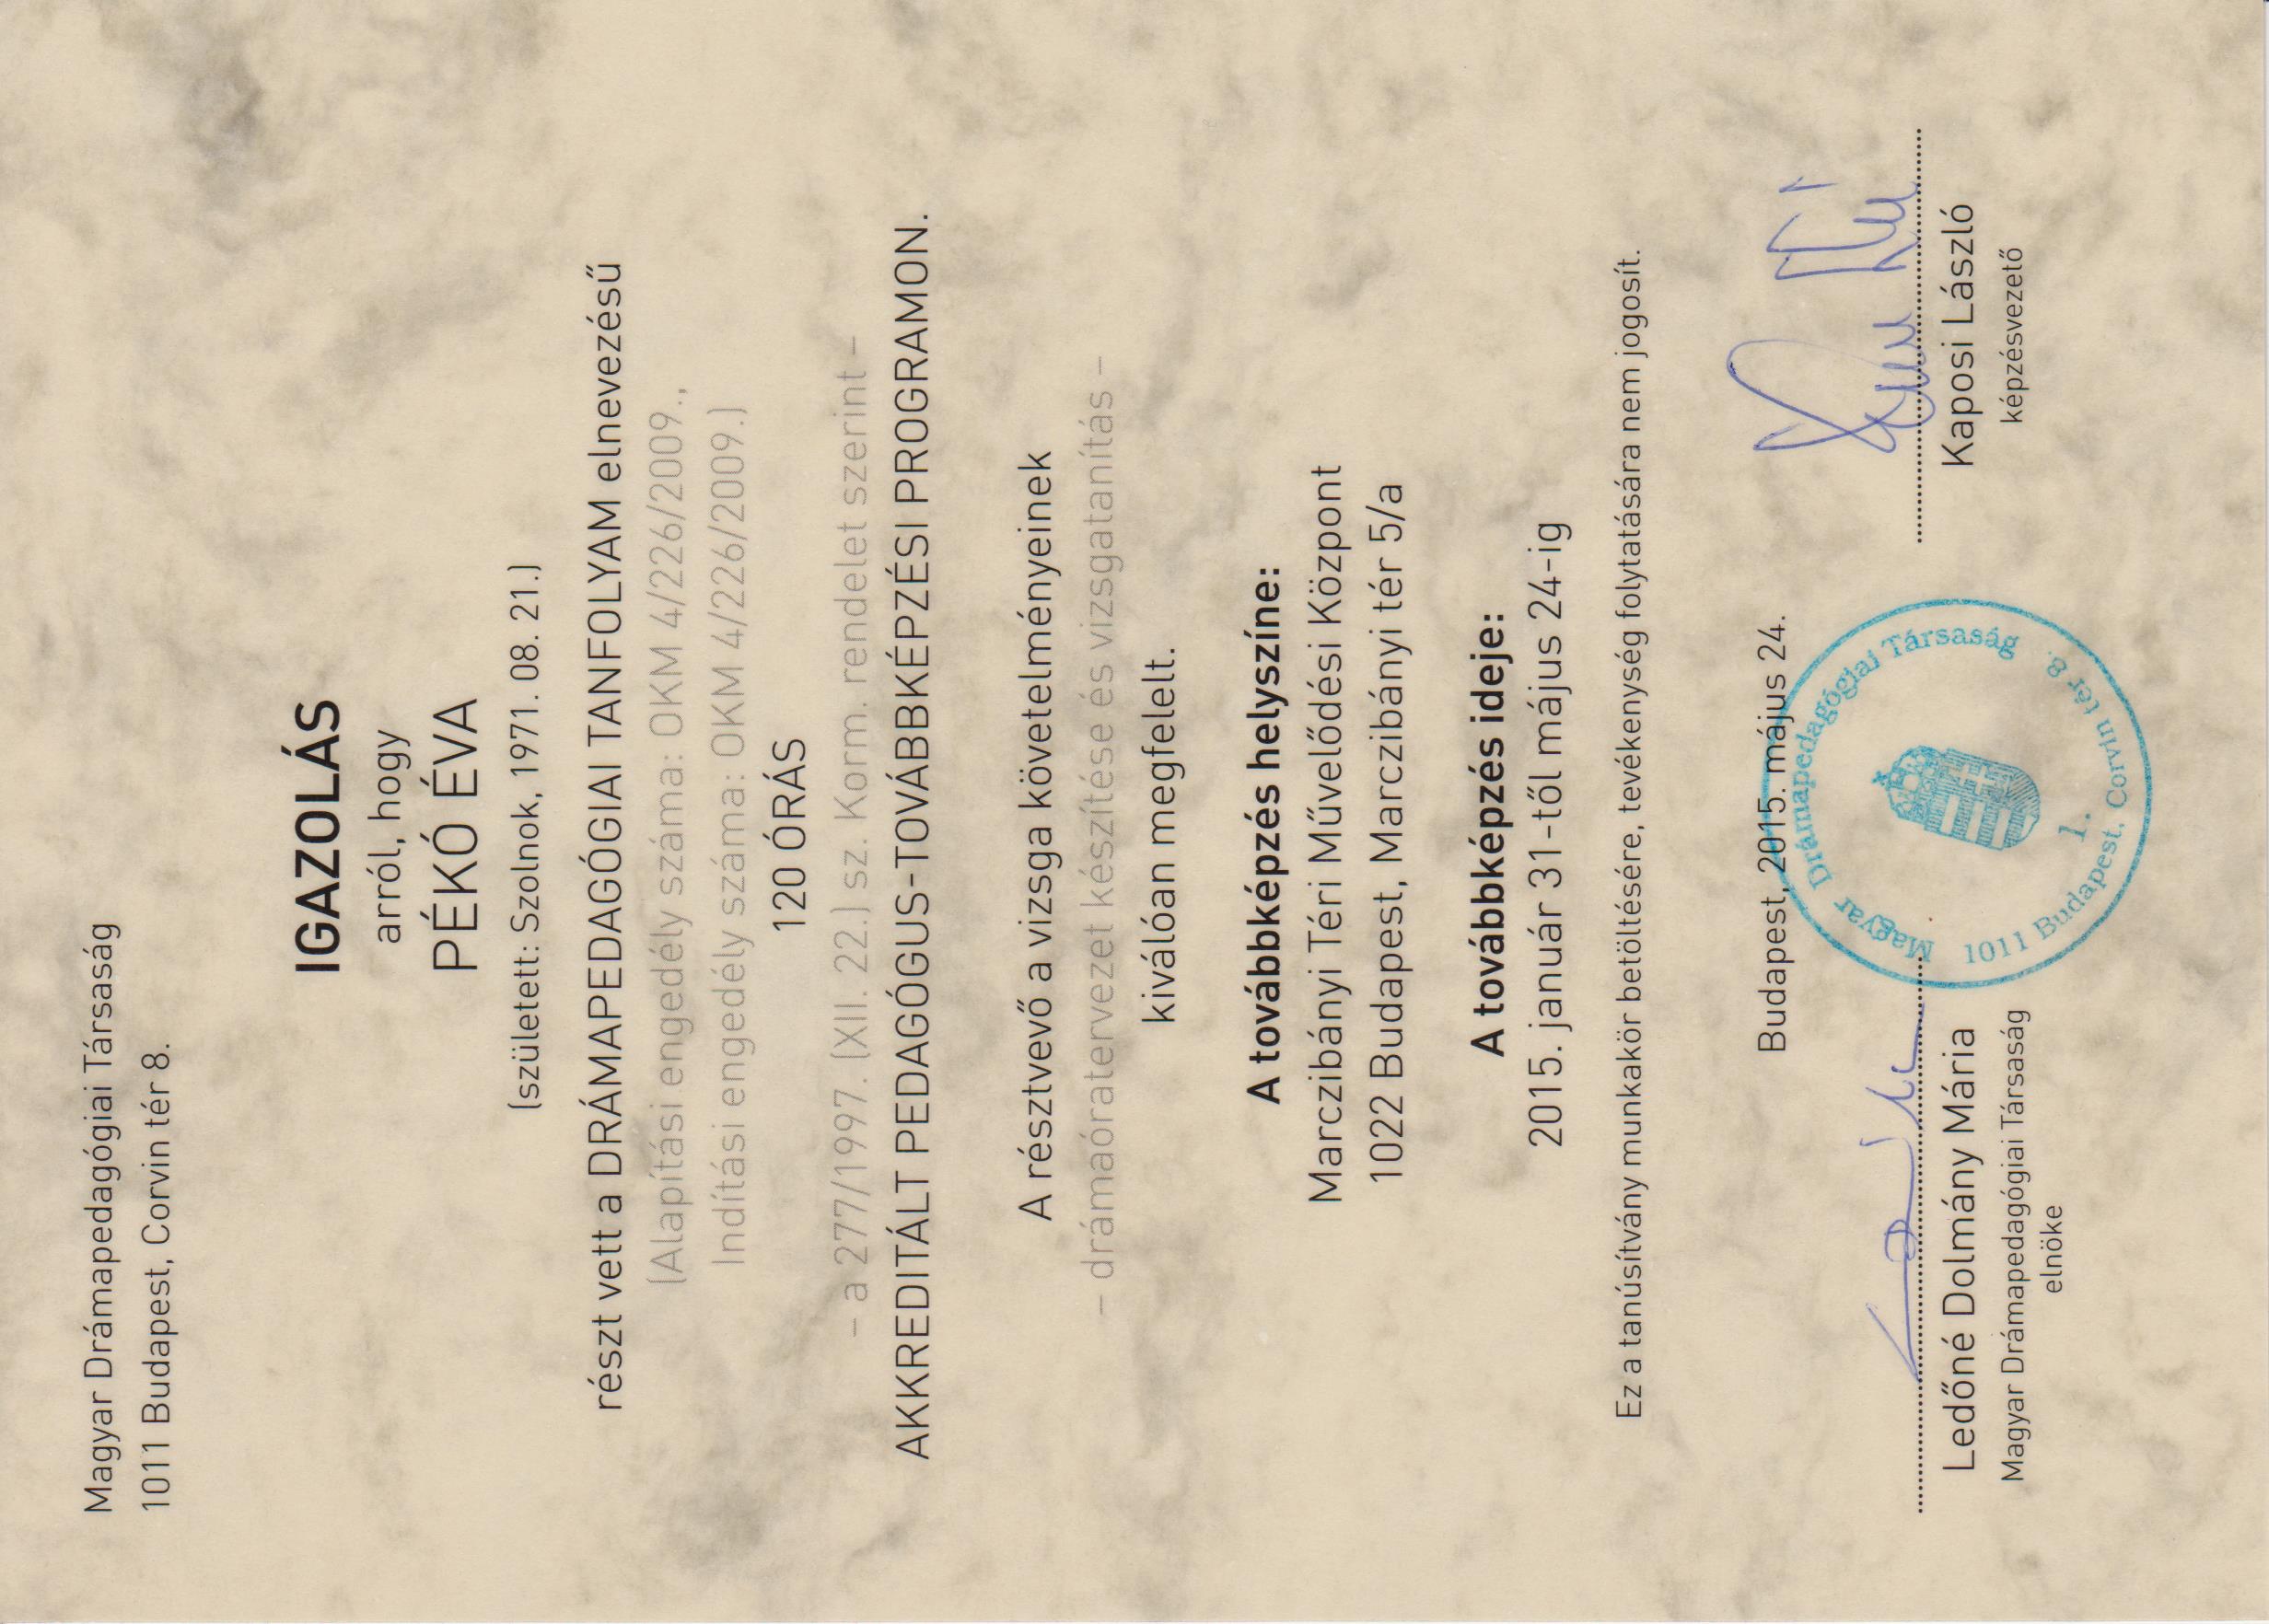 Magyar Drámapedagógiai Társaság
1011 Budapest, Corvin tér 8.
IGAZOLÁS
arról, hogy
PÉKÓ ÉVA
(született: Szolnok, 1971. 08. 21.)
részt vett a DRÁMAPEDAGÓGIAI TANFOLYAM elnevezésű
(Alapítási engedély száma: OKM 4/226/2009.,
Indítási engedély száma: OKM 4/226/2009.)
120 ÓRÁS
– a 277/1997. (XII. 22.) sz. Korm. rendelet szerint –
AKKREDITÁLT PEDAGÓGUS-TOVÁBBKÉPZÉSI PROGRAMON.
A résztvevő a vizsga követelményeinek
– drámaóratervezet készítése és vizsgatanítás –
kiválóan megfelelt.
A továbbképzés helyszíne:
Marczibányi Téri Művelődési Központ
1022 Budapest, Marczibányi tér 5/a
A továbbképzés ideje:
2015. január 31-től május 24-ig
Ez a tanúsítvány munkakör betöltésére, tevékenység folytatására nem jogosít.
Budapest, 2015. május 24.
Magyar Drámapedagógiai Társaság
1011 Budapest, Corvin tér 8.
1.
Ledőné Dolmány Mária
Magyar Drámapedagógiai Társaság
elnöke
Kaposi László
képzésvezető